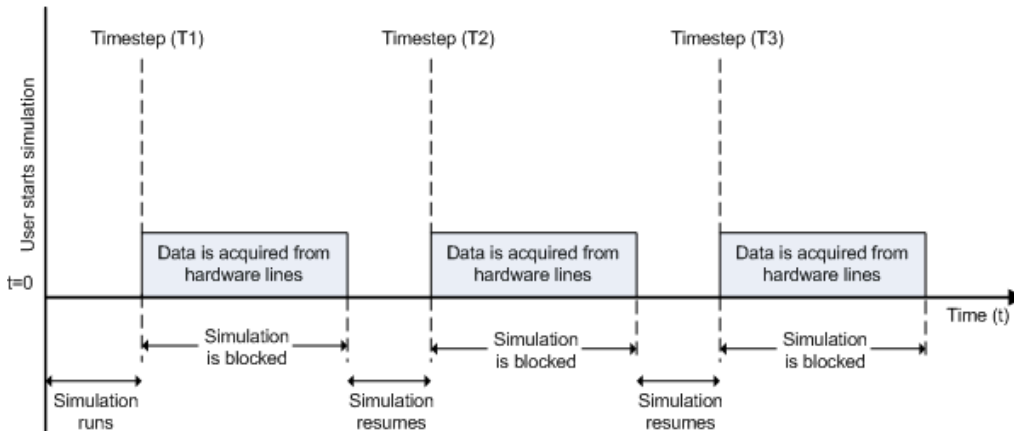 Timestep (T1)
Timestep (T2)
Timestep (T3)
User starts simulation
Data is acquired from
hardware lines
Data is acquired from
hardware lines
Data is acquired from
hardware lines
t=0
Time (t)
Simulation
is blocked
Simulation
is blocked
Simulation
is blocked
Simulation
runs
Simulation
resumes
Simulation
resumes